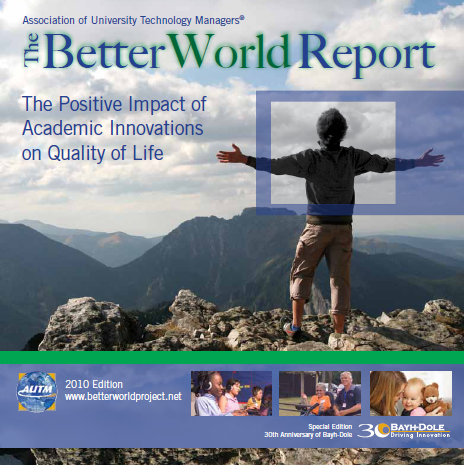 Association of University Technology Managers®
The Better World Report
The Positive Impact of
Academic Innovations
on Quality of Life
AUTM
2010 Edition
www.betterworldproject.net
Special Edition
30th Anniversary of Bayh-Dole
30 BAYH-DOLE
Driving Innovation